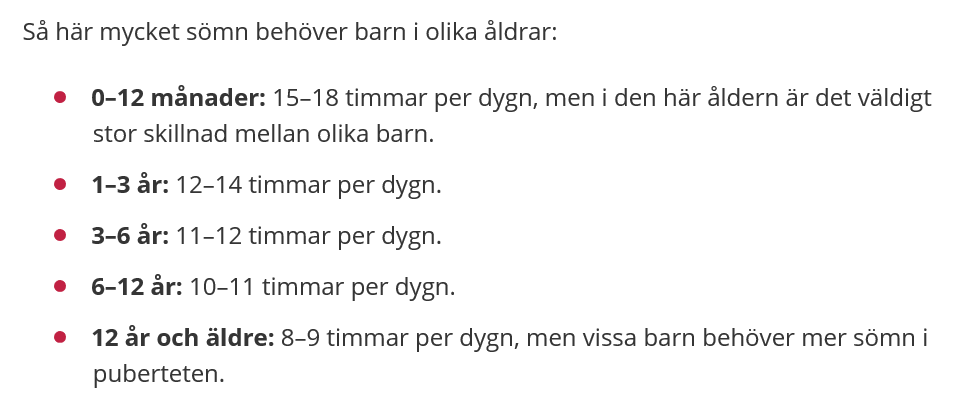 Så här mycket sömn behöver barn i olika åldrar:
0–12 månader: 15–18 timmar per dygn, men i den här åldern är det väldigt
stor skillnad mellan olika barn.
1–3 år: 12–14 timmar per dygn.
3–6 år: 11–12 timmar per dygn.
6–12 år: 10–11 timmar per dygn.
12 år och äldre: 8–9 timmar per dygn, men vissa barn behöver mer sömn i
puberteten.